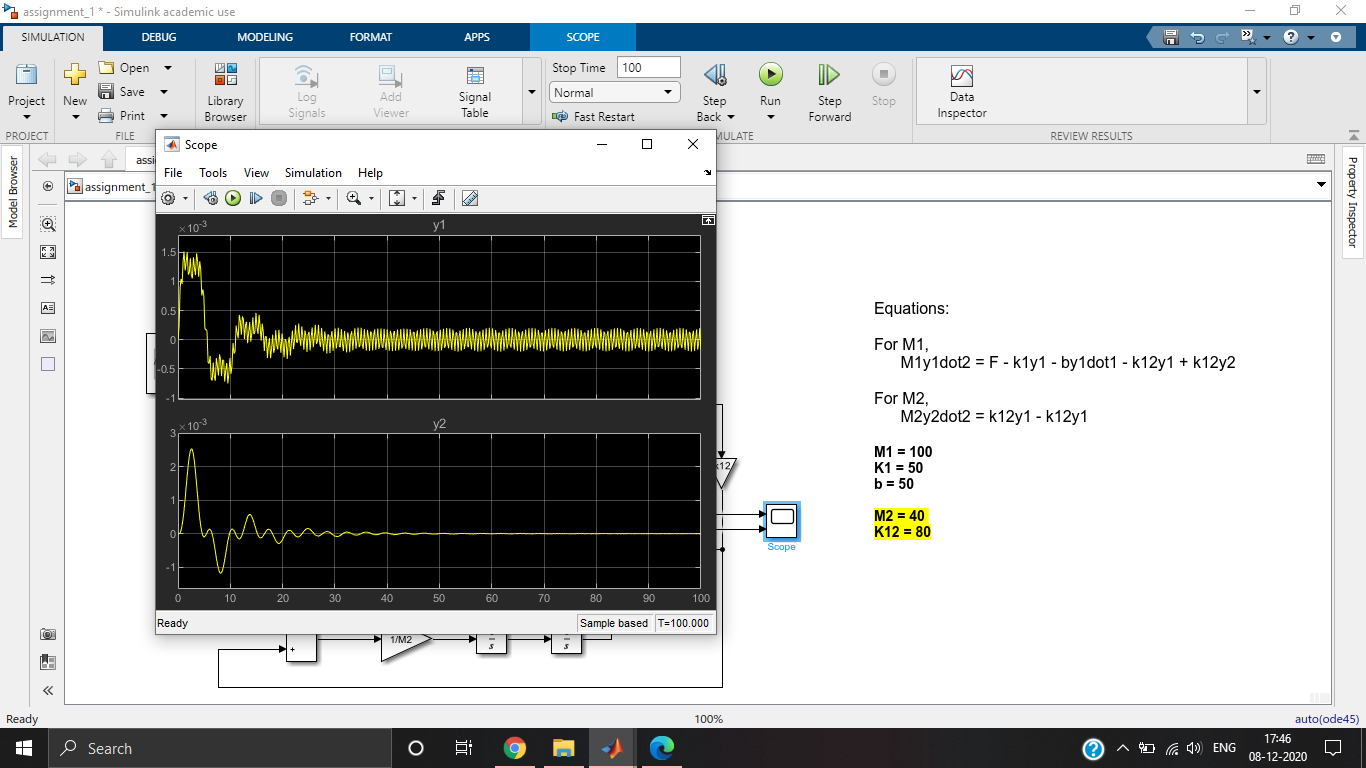 assignment_1 * - Simulink academic use
SIMULATION DEBUG MODELING FORMAT APPS SCOPE
Project
PROJECT
New
Open
Save
Print
FILE
Library
Browser
Log
Signals
Add
Viewer
Signal
Table
Stop Time 100
Normal
Fast Restart
Step
Back
Run
Step
Forward
Stop
MULATE
Data
Inspector
REVIEW RESULTS
Model Browser
assi
assignment_1
Property Inspector
Scope
File Tools View Simulation Help
y1
×10-3
1.5
1
0.5
0
-0.5
-1
y2
×10-3
3
2
1
0
-1
0 10 20 30 40 50 60 70 80 90 100
Ready Sample based T=100.000
Equations:
For M1,
M1y1dot2 = F - k1y1 - by1dot1 - k12y1 + k12y2
For M2,
M2y2dot2 = k12y1 - k12y1
M1 = 100
K1 = 50
b = 50
M2 = 40
K12 = 80
k12
Scope
+
1/M2
s
s
Ready 100% auto(ode45)
Search
ENG
17:46
08-12-2020